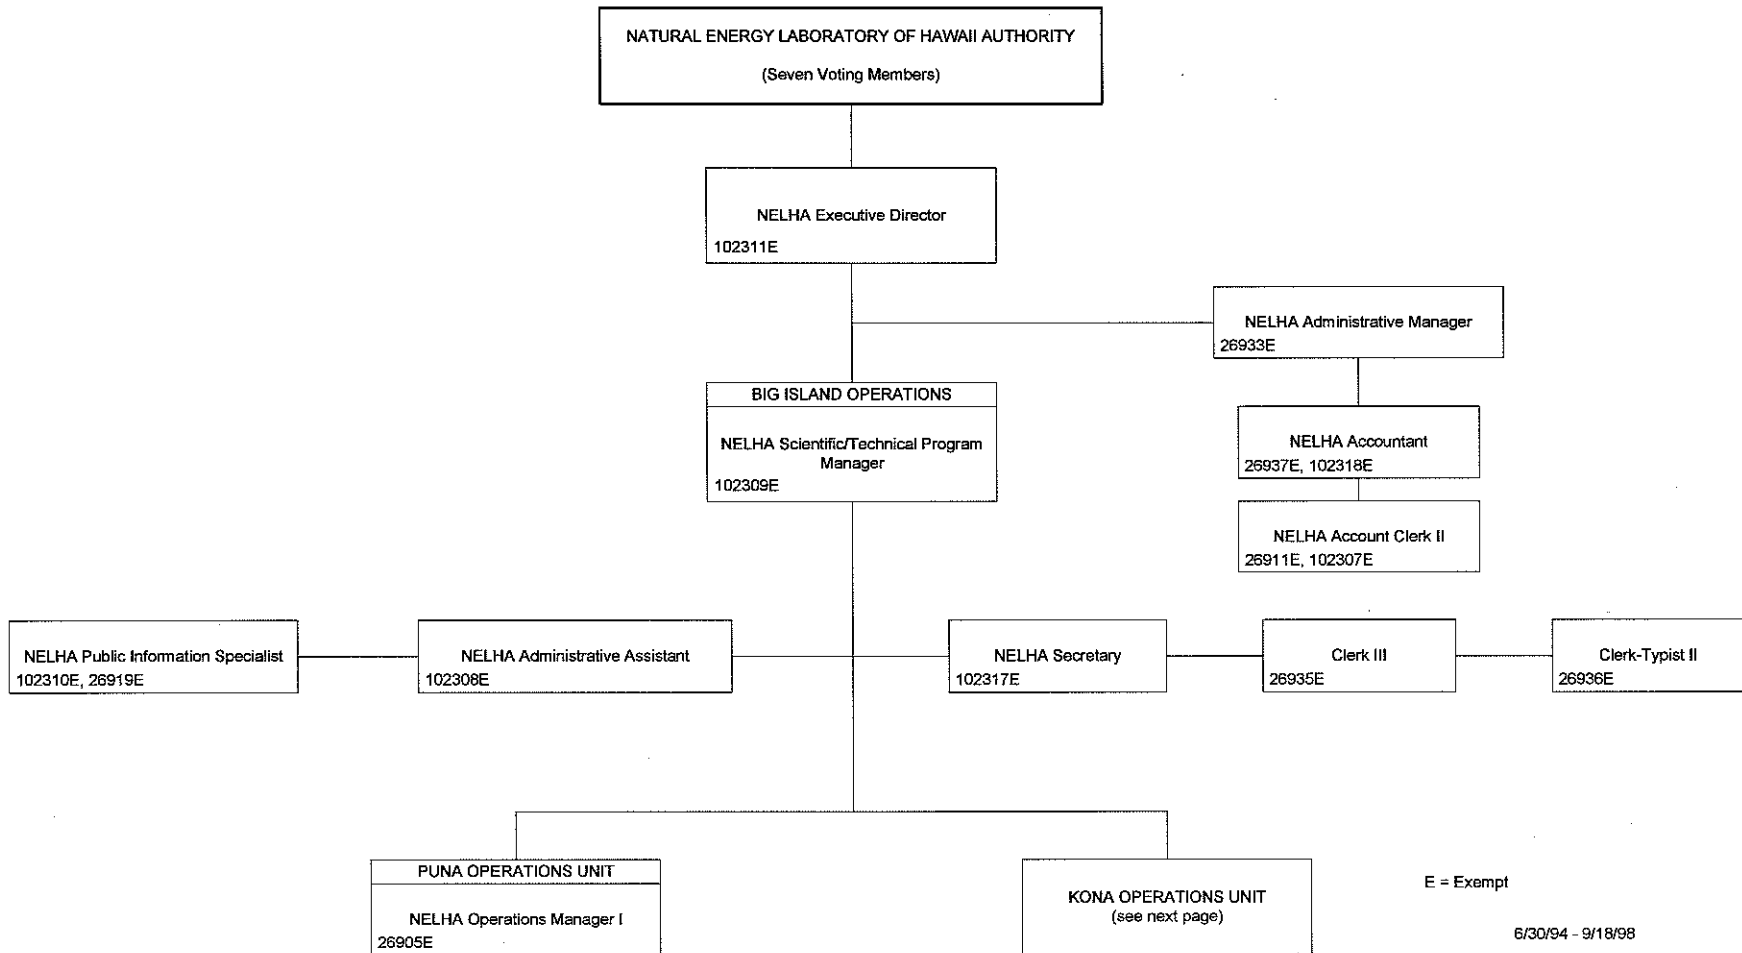 NATURAL ENERGY LABORATORY OF HAWAII AUTHORITY
(Seven Voting Members)
NELHA Executive Director
102311E
NELHA Administrative Manager
26933E
BIG ISLAND OPERATIONS
NELHA Scientific/Technical Program
Manager
102309E
NELHA Accountant
26937E, 102318E
NELHA Account Clerk II
26911E, 102307E
NELHA Public Information Specialist
102310E, 26919E
NELHA Administrative Assistant
102308E
NELHA Secretary
102317E
Clerk III
26935E
Clerk-Typist II
26936E
PUNA OPERATIONS UNIT
NELHA Operations Manager I
26905E
KONA OPERATIONS UNIT
(see next page)
E = Exempt
6/30/94 - 9/18/98